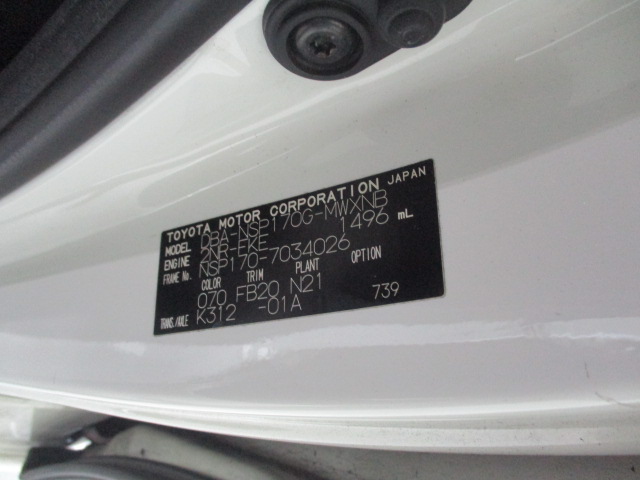 TOYOTA MOTOR CORPORATION JAPAN
MODEL DBA-NSP170G-MWXNB
ENGINE 2NR-FKE 1496 mL
FRAME No. NSP170-7034026
COLOR TRIM PLANT OPTION
070 FB20 N21
TRANS./AXLE K312 -01A 739